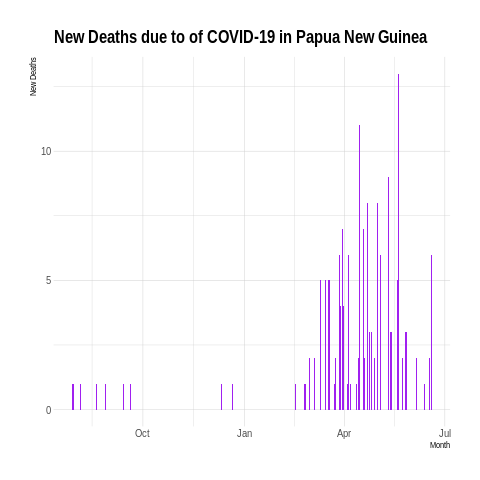 New Deaths due to of COVID-19 in Papua New Guinea
New Deaths
10
5
0
Oct
Jan
Apr
Jul
Month